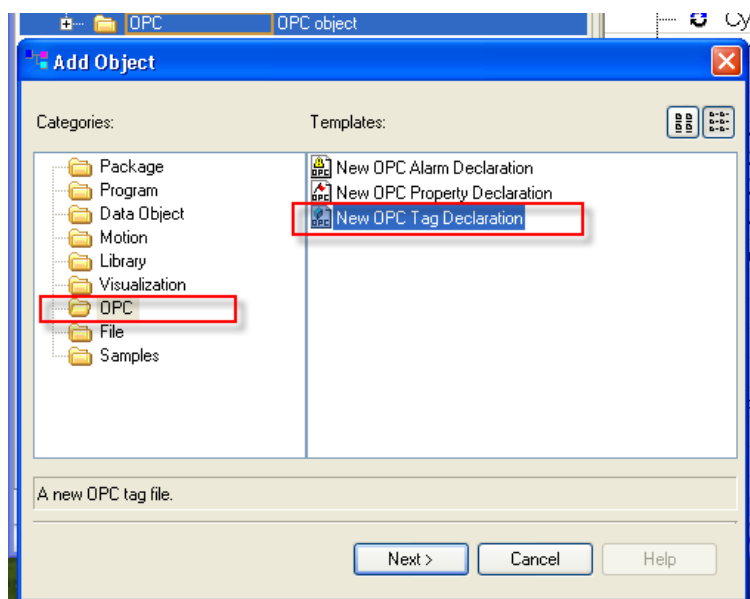 OPC OPC object Cy
Add Object
Categories: Templates:
Package New OPC Alarm Declaration
Program New OPC Property Declaration
Data Object New OPC Tag Declaration
Motion
Library
Visualization
OPC
File
Samples
A new OPC tag file.
Next > Cancel Help